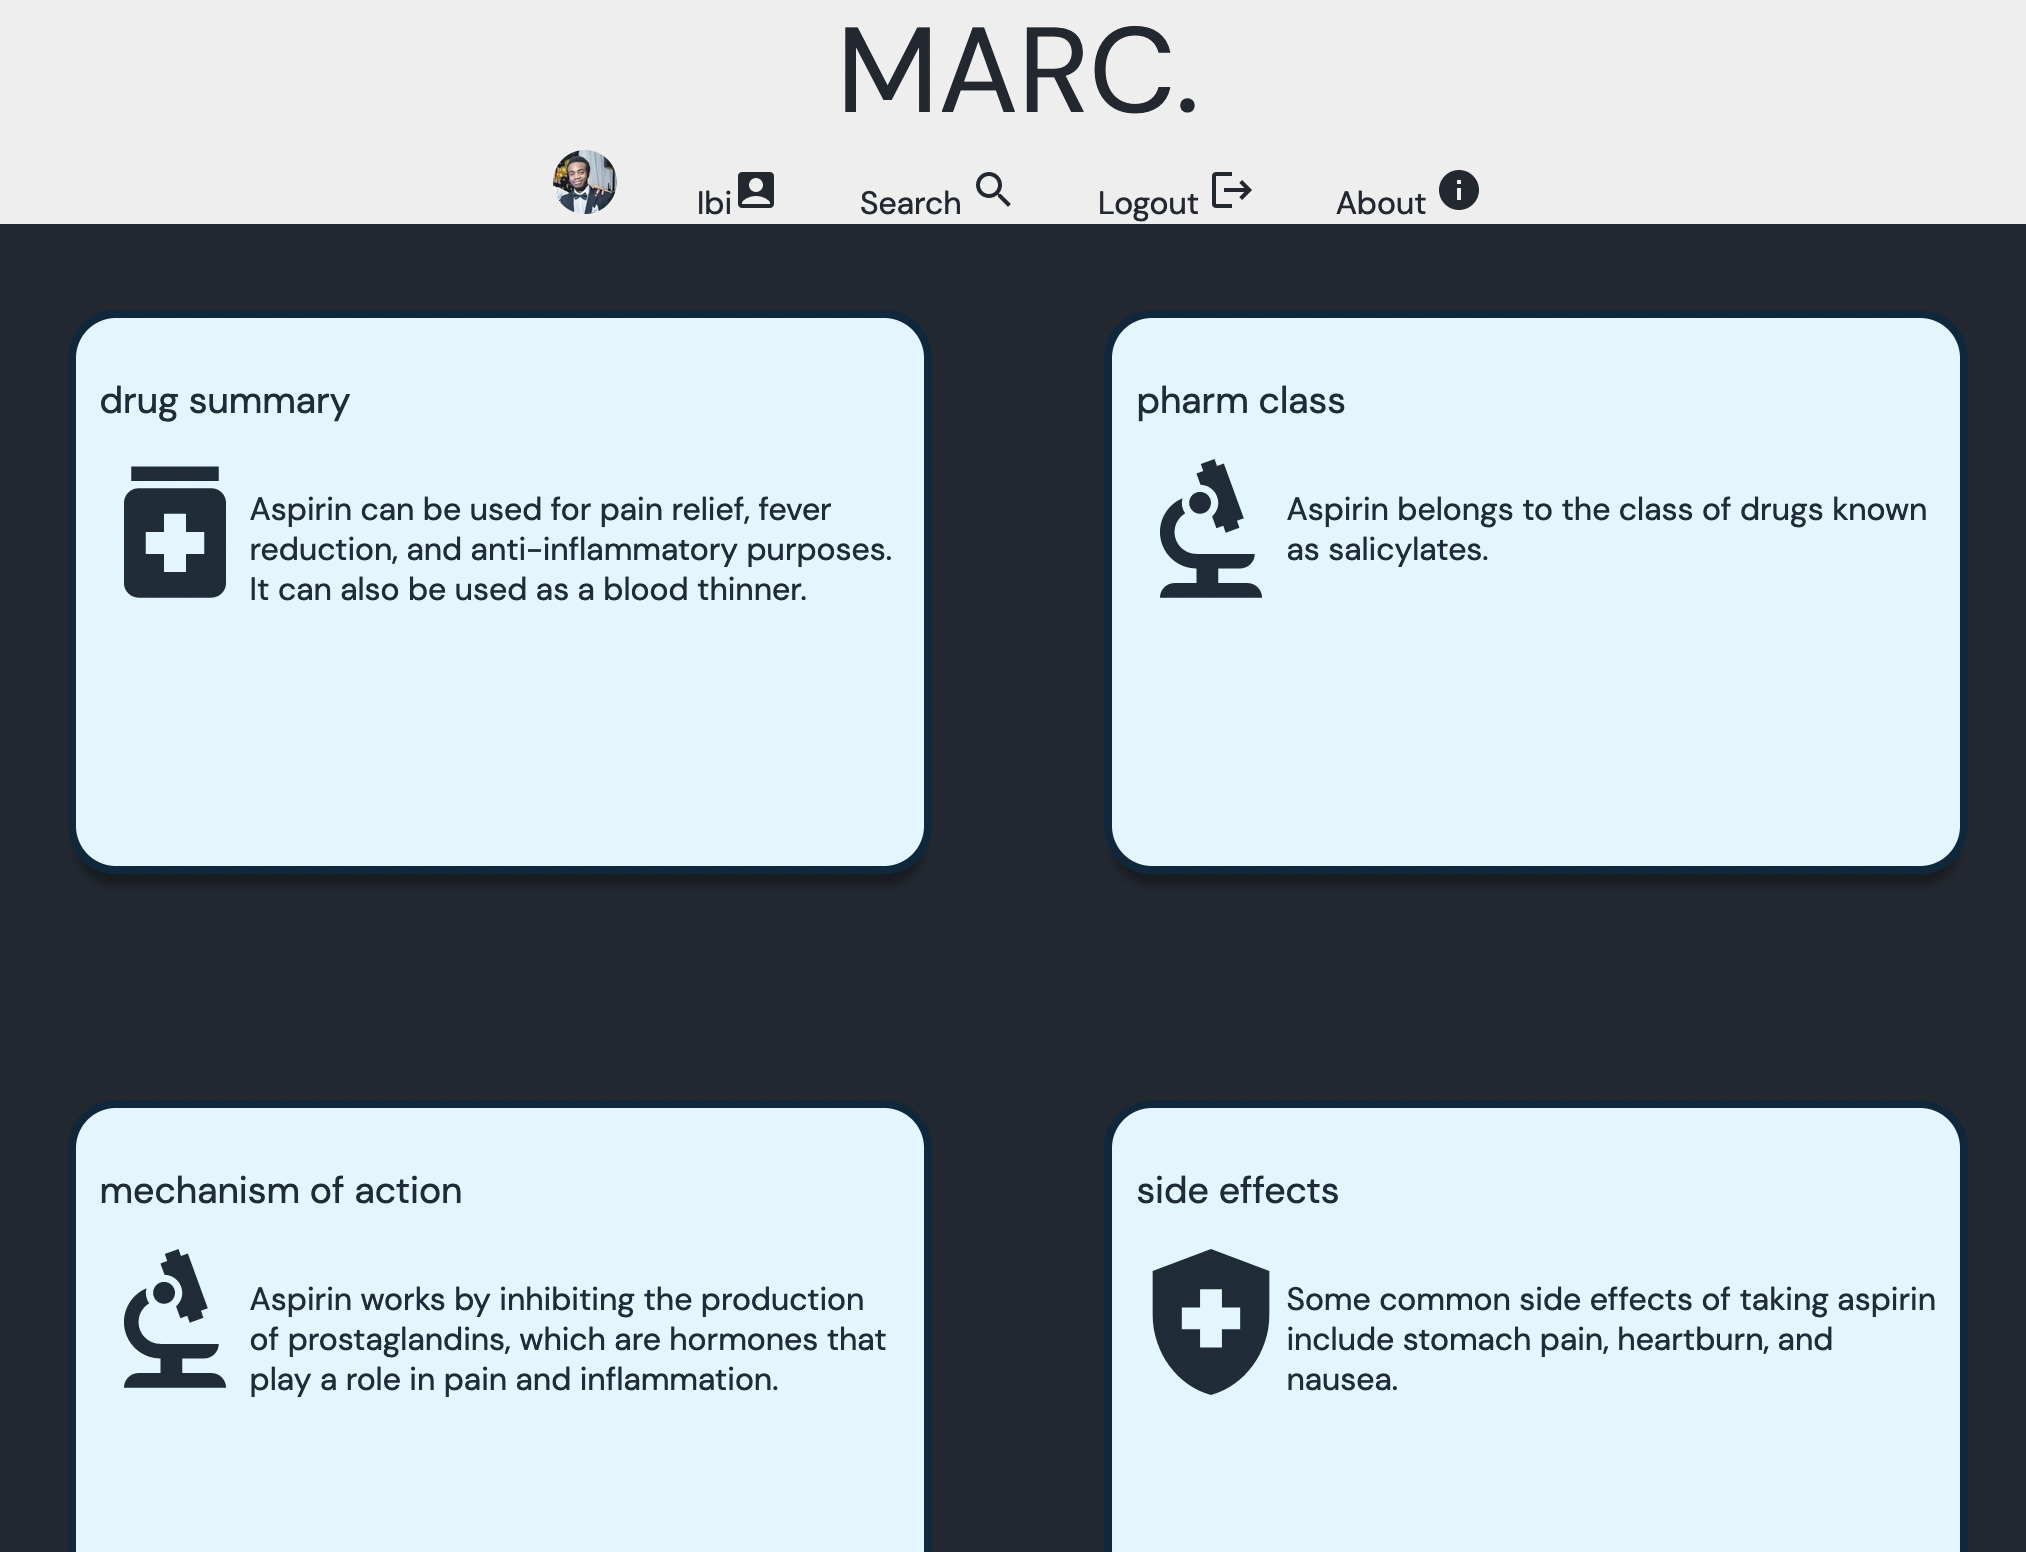 MARC.
Ibi
Search
Logout
About
drug summary
Aspirin can be used for pain relief, fever
reduction, and anti-inflammatory purposes.
It can also be used as a blood thinner.
pharm class
Aspirin belongs to the class of drugs known
as salicylates.
mechanism of action
Aspirin works by inhibiting the production
of prostaglandins, which are hormones that
play a role in pain and inflammation.
side effects
Some common side effects of taking aspirin
include stomach pain, heartburn, and
nausea.